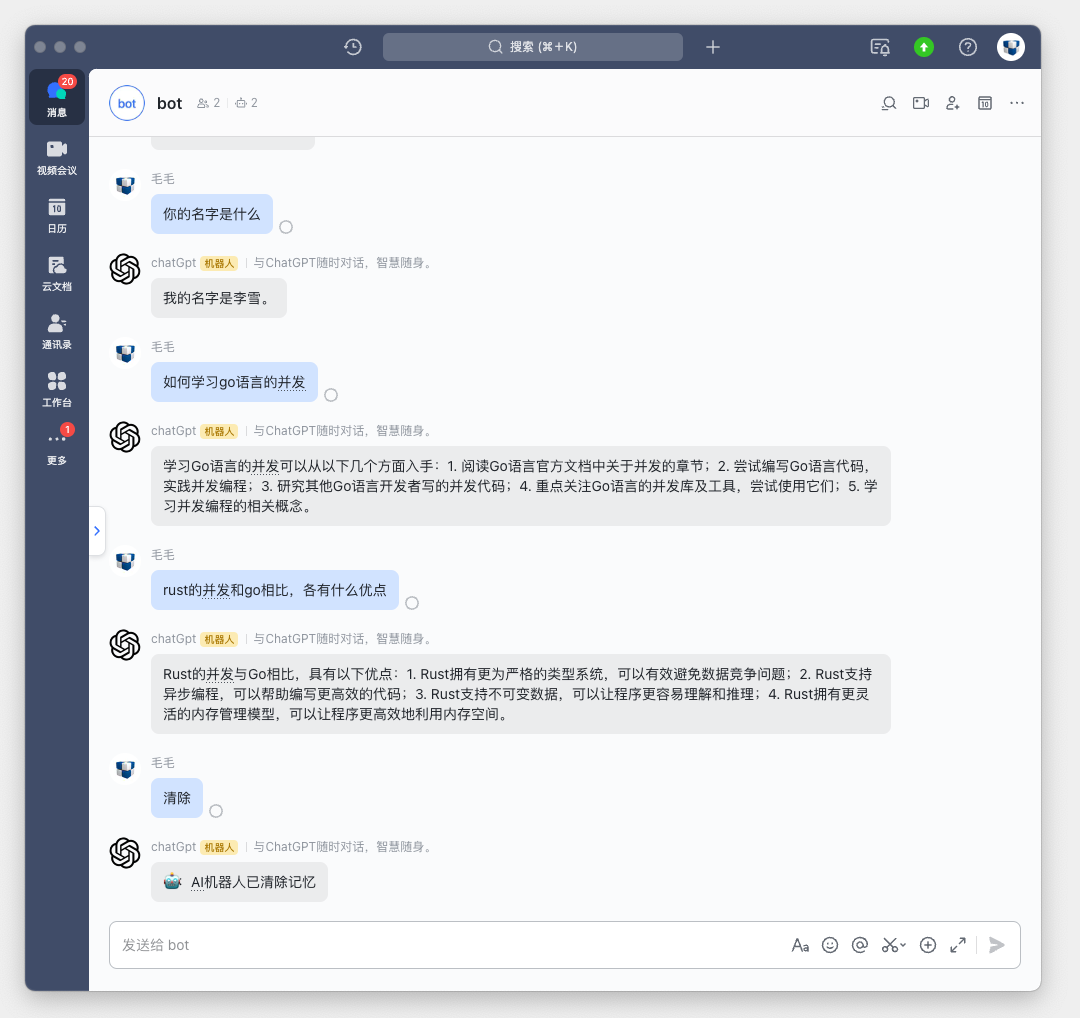 搜索 (⌘+K)
20
消息
视频会议
10
日历
云文档
通讯录
工作台
1
更多
bot
bot
2
2
10
毛毛
你的名字是什么
chatGpt 机器人 与ChatGPT随时对话，智慧随身。
我的名字是李雪。
毛毛
如何学习go语言的并发
chatGpt 机器人 与ChatGPT随时对话，智慧随身。
学习Go语言的并发可以从以下几个方面入手：1. 阅读Go语言官方文档中关于并发的章节；2. 尝试编写Go语言代码，
实践并发编程；3. 研究其他Go语言开发者写的并发代码；4. 重点关注Go语言的并发库及工具，尝试使用它们；5. 学
习并发编程的相关概念。
毛毛
rust的并发和go相比，各有什么优点
chatGpt 机器人 与ChatGPT随时对话，智慧随身。
Rust的并发与Go相比，具有以下优点：1. Rust拥有更为严格的类型系统，可以有效避免数据竞争问题；2. Rust支持
异步编程，可以帮助编写更高效的代码；3. Rust支持不可变数据，可以让程序更容易理解和推理；4. Rust拥有更灵
活的内存管理模型，可以让程序更高效地利用内存空间。
毛毛
清除
chatGpt 机器人 与ChatGPT随时对话，智慧随身。
🤖 AI机器人已清除记忆
发送给 bot
Aa